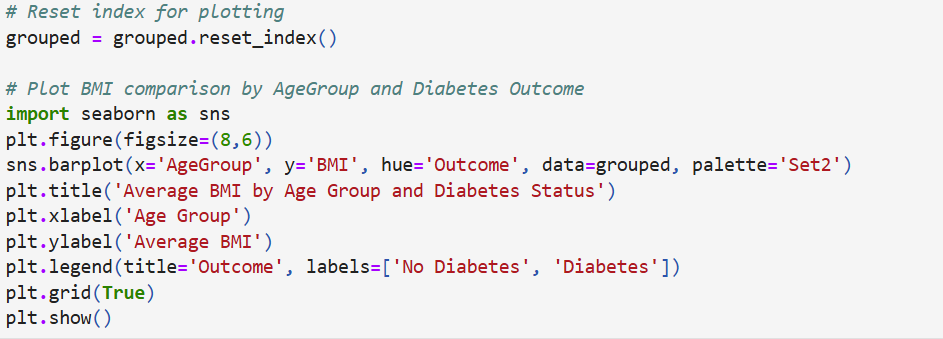 # Reset index for plotting
grouped = grouped.reset_index()
# Plot BMI comparison by AgeGroup and Diabetes Outcome
import seaborn as sns
plt.figure(figsize=(8,6))
sns.barplot(x='AgeGroup', y='BMI', hue='Outcome', data=grouped, palette='Set2')
plt.title('Average BMI by Age Group and Diabetes Status')
plt.xlabel('Age Group')
plt.ylabel('Average BMI')
plt.legend(title='Outcome', labels=['No Diabetes', 'Diabetes'])
plt.grid(True)
plt.show()